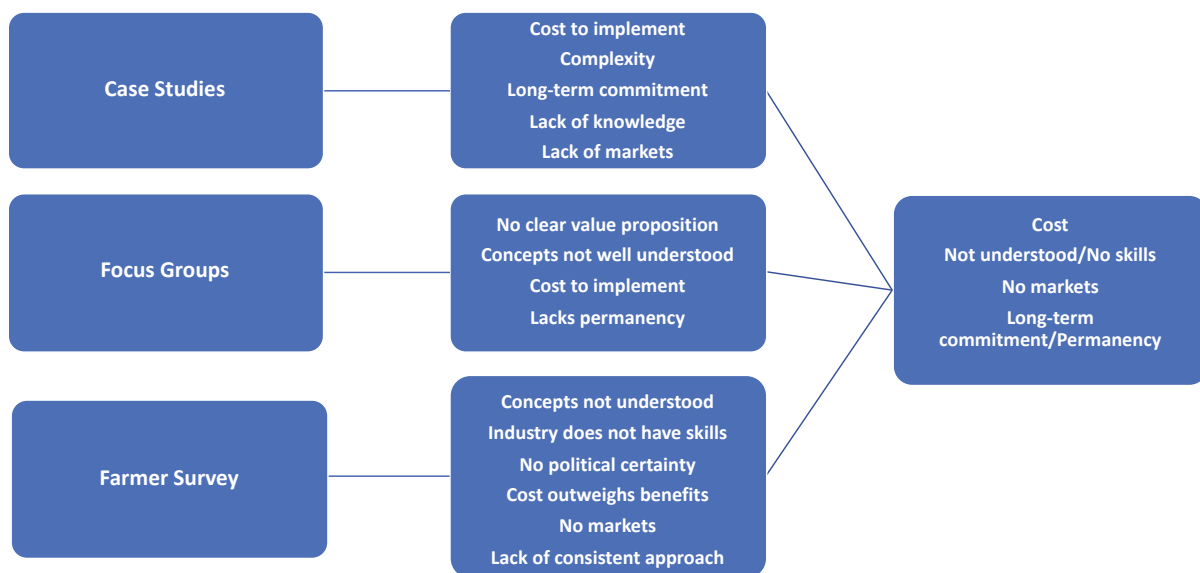 Case Studies
Cost to implement
Complexity
Long-term commitment
Lack of knowledge
Lack of markets
Focus Groups
No clear value proposition
Concepts not well understood
Cost to implement
Lacks permanency
Farmer Survey
Concepts not understood
Industry does not have skills
No political certainty
Cost outweighs benefits
No markets
Lack of consistent approach
Cost
Not understood/No skills
No markets
Long-term
commitment/Permanency